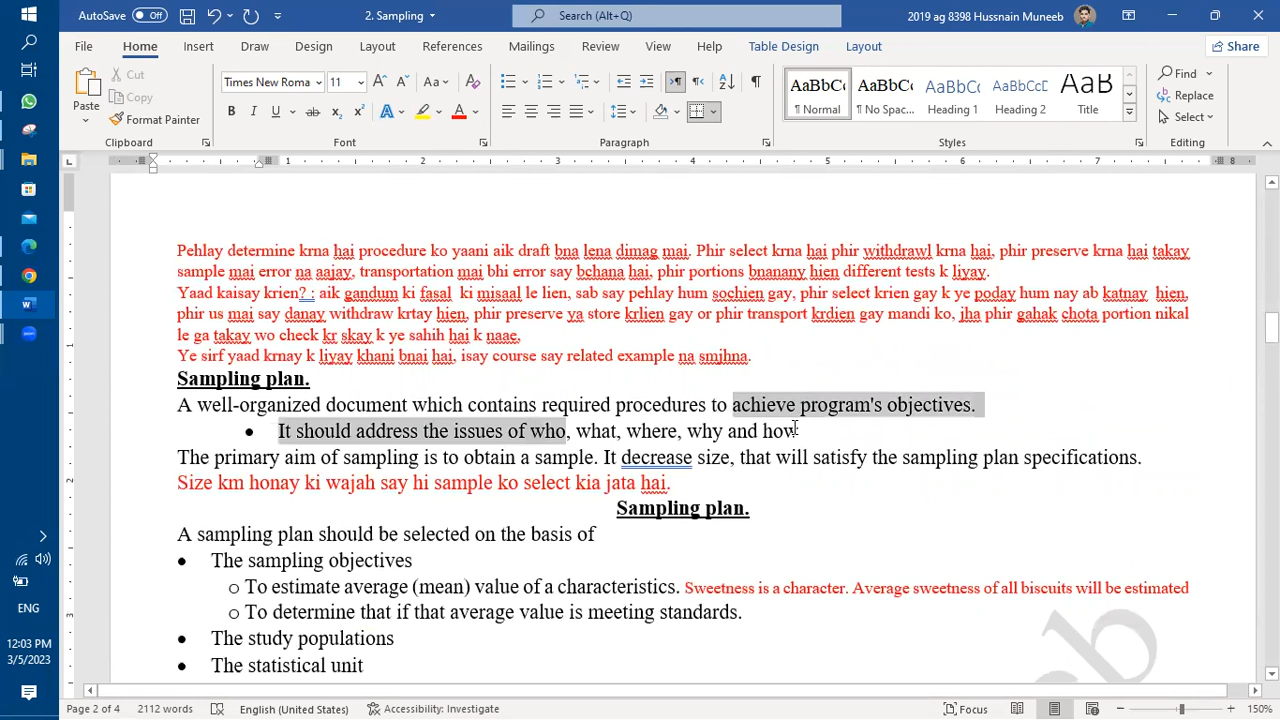 AutoSave Off 2. Sampling Search (Alt+Q) 2019 ag 8398 Hussnain Muneeb
File Home Insert Draw Design Layout References Mailings Review View Help Table Design Layout Share
Paste Cut Copy Format Painter
Times New Roma 11
AaBbCc AaBbCc AaBbC AaBbCcD AaB
¶ Normal ¶ No Spac... Heading 1 Heading 2 Title
Find Replace Select
Clipboard Font Paragraph Styles Editing
1 2 3 4 5 6 7 8
Pehlay determine krna hai procedure ko yaani aik draft bna lena dimag mai. Phir select krna hai phir withdrawl krna hai, phir preserve krna hai takay
sample mai error na aajay, transportation mai bhi error say bchana hai, phir portions bnanany hien different tests k liyay.
Yaad kaisay krien? : aik gandum ki fasal ki misaal le lien, sab say pehlay hum sochien gay, phir select krien gay k ye poday hum nay ab katnay hien,
phir us mai say danay withdraw krtay hien, phir preserve ya store krlien gay or phir transport krdien gay mandi ko, jha phir gahak chota portion nikal
le ga takay wo check kr skay k ye sahih hai k naae,
Ye sirf yaad krnay k liyay khani bnai hai, isay course say related example na smjhna.
Sampling plan.
A well-organized document which contains required procedures to achieve program's objectives.
• It should address the issues of who, what, where, why and how
The primary aim of sampling is to obtain a sample. It decrease size, that will satisfy the sampling plan specifications.
Size km honay ki wajah say hi sample ko select kia jata hai.
Sampling plan.
A sampling plan should be selected on the basis of
• The sampling objectives
o To estimate average (mean) value of a characteristics. Sweetness is a character. Average sweetness of all biscuits will be estimated
o To determine that if that average value is meeting standards.
• The study populations
• The statistical unit
ENG
12:03 PM
3/5/2023
Page 2 of 4 2112 words English (United States) Accessibility: Investigate Focus 150%